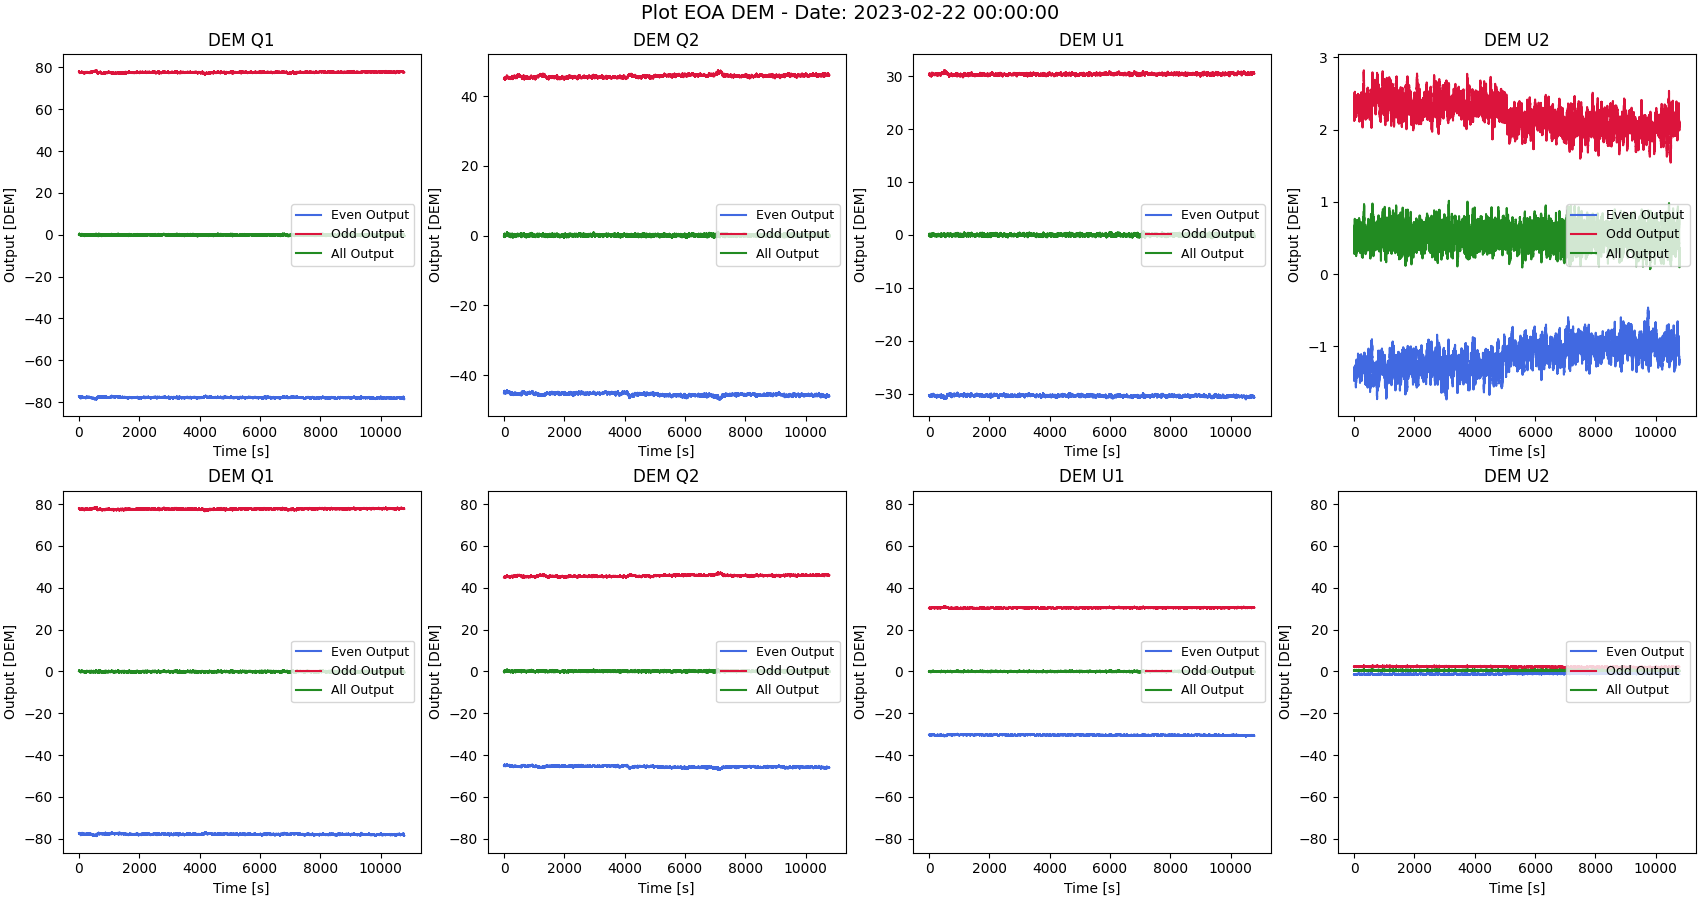 Plot EOA DEM - Date: 2023-02-22 00:00:00
DEM Q1
Output [DEM]
80
60
40
20
0
−20
−40
−60
−80
Even Output
Odd Output
All Output
0 2000 4000 6000 8000 10000
Time [s]
DEM Q2
Output [DEM]
40
20
0
−20
−40
Even Output
Odd Output
All Output
0 2000 4000 6000 8000 10000
Time [s]
DEM U1
Output [DEM]
30
20
10
0
−10
−20
−30
Even Output
Odd Output
All Output
0 2000 4000 6000 8000 10000
Time [s]
DEM U2
Output [DEM]
3
2
1
0
−1
Even Output
Odd Output
All Output
0 2000 4000 6000 8000 10000
Time [s]
DEM Q1
Output [DEM]
80
60
40
20
0
−20
−40
−60
−80
Even Output
Odd Output
All Output
0 2000 4000 6000 8000 10000
Time [s]
DEM Q2
Output [DEM]
80
60
40
20
0
−20
−40
−60
−80
Even Output
Odd Output
All Output
0 2000 4000 6000 8000 10000
Time [s]
DEM U1
Output [DEM]
80
60
40
20
0
−20
−40
−60
−80
Even Output
Odd Output
All Output
0 2000 4000 6000 8000 10000
Time [s]
DEM U2
Output [DEM]
80
60
40
20
0
−20
−40
−60
−80
Even Output
Odd Output
All Output
0 2000 4000 6000 8000 10000
Time [s]